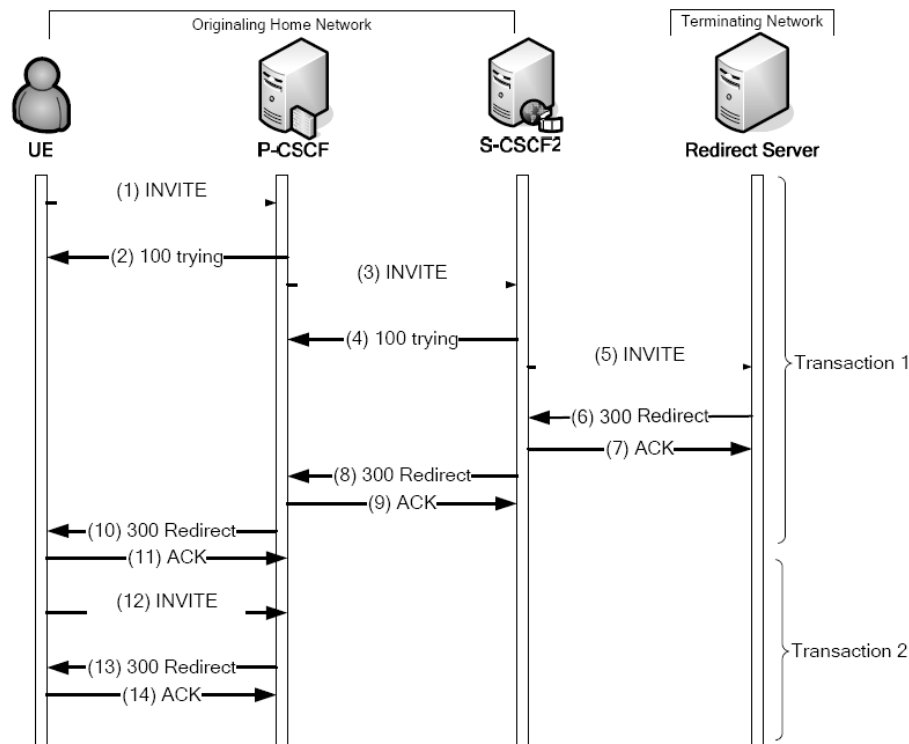 Originaling Home Network
Terminating Network
UE
P-CSCF
S-CSCF2
Redirect Server
(1) INVITE
(2) 100 trying
(3) INVITE
(4) 100 trying
(5) INVITE
Transaction 1
(6) 300 Redirect
(7) ACK
(8) 300 Redirect
(9) ACK
(10) 300 Redirect
(11) ACK
(12) INVITE
Transaction 2
(13) 300 Redirect
(14) ACK